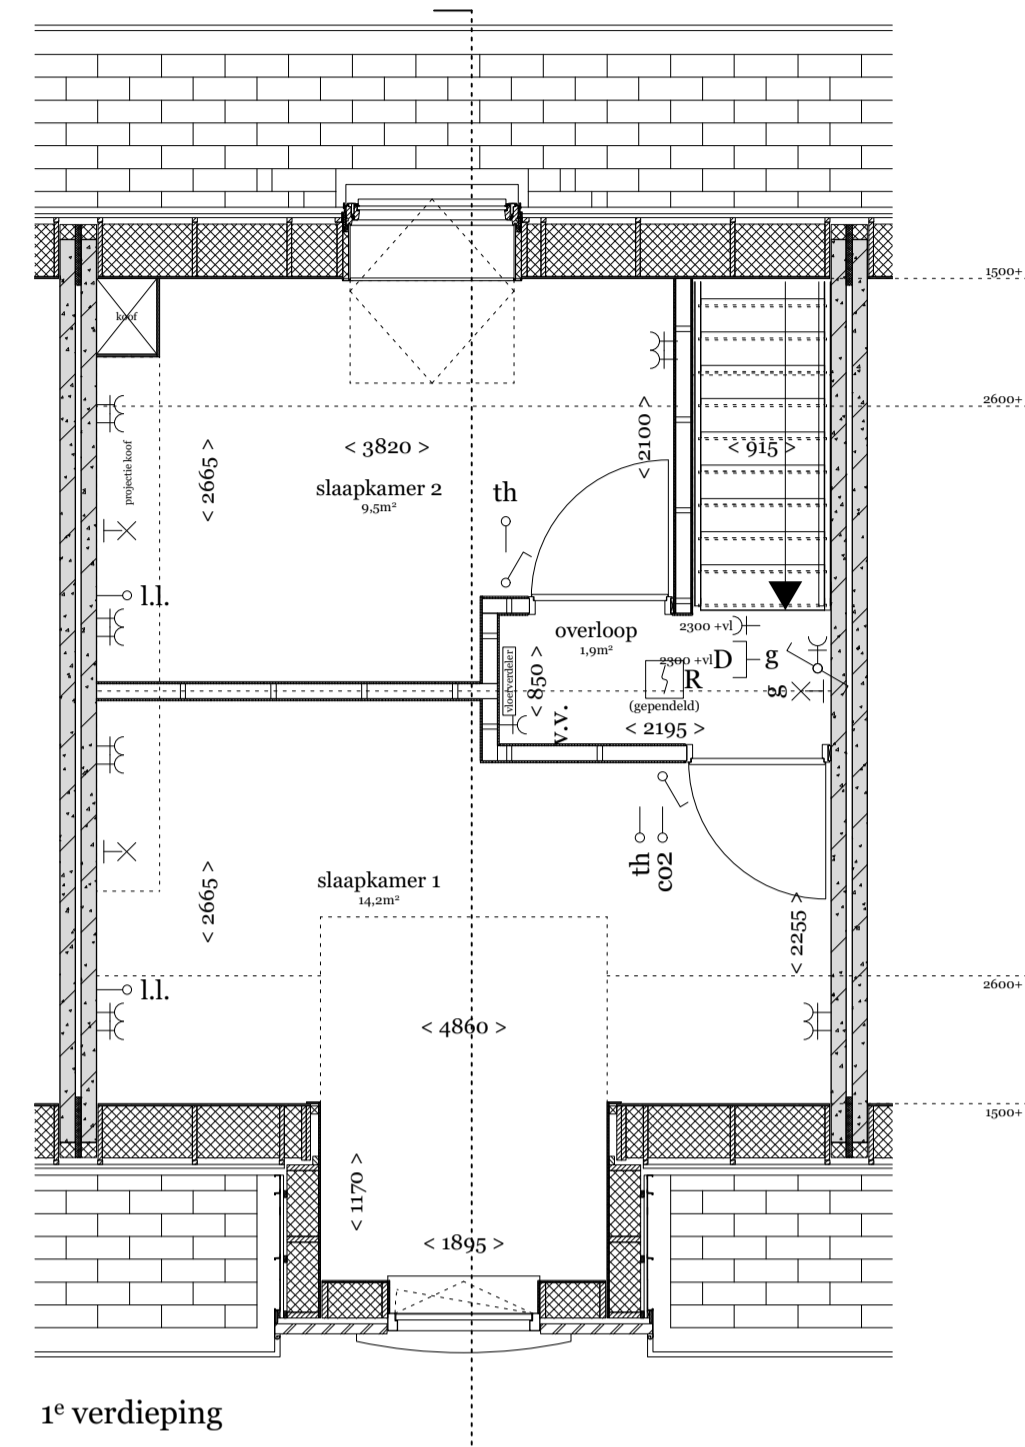 1500+
koof
2600+
< 2100 >
< 3820 >
< 915 >
< 2665 >
projectie koof
slaapkamer 2
9,5m²
th
l.l.
overloop
1,9m²
2300 +vl
2300 +vl
D
g
R
g
vloerverdeler
< 850 >
v.v.
(gependeld)
< 2195 >
th
co2
slaapkamer 1
14,2m²
< 2665 >
< 2255 >
2600+
l.l.
< 4860 >
1500+
< 1170 >
< 1895 >
1e verdieping